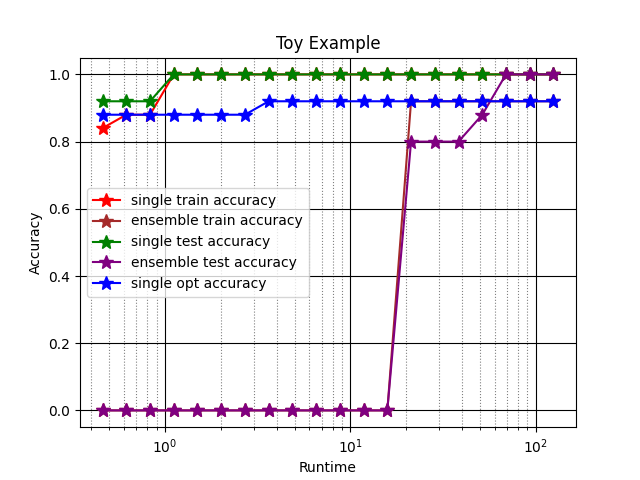 Toy Example
1.0
0.8
0.6
0.4
0.2
0.0
Accuracy
single train accuracy
ensemble train accuracy
single test accuracy
ensemble test accuracy
single opt accuracy
10⁰ 10¹ 10²
Runtime